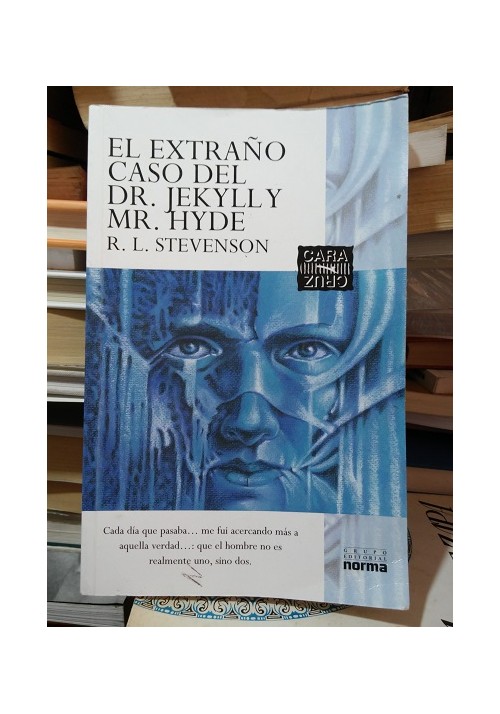 EL EXTRAÑO
CASO DEL
DR. JEKYLL Y
MR. HYDE
R. L. STEVENSON
CARA
CRUZ
Cada día que pasaba... me fui acercando más a
aquella verdad...: que el hombre no es
realmente uno, sino dos.
GRUPO
EDITORIAL
norma